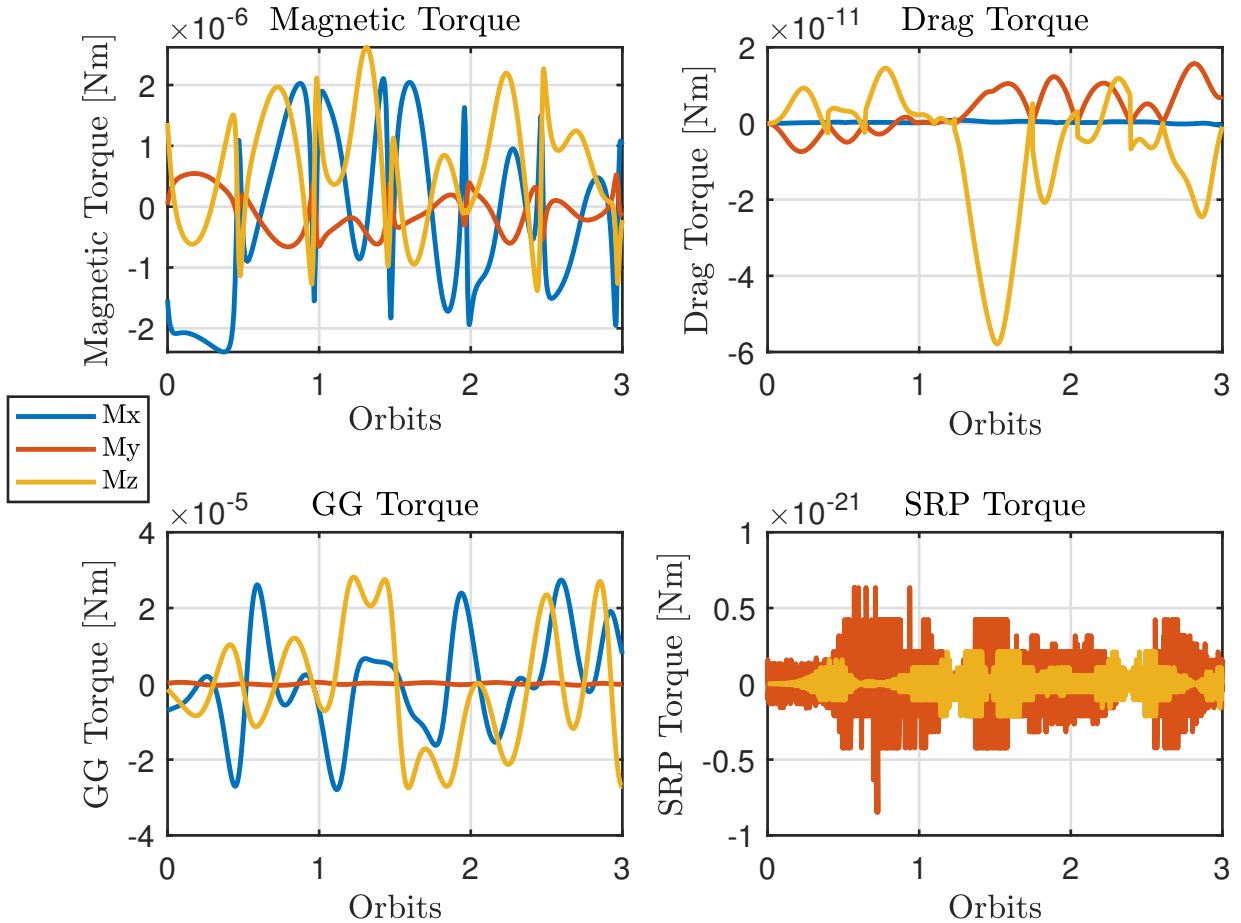 Magnetic Torque
×10⁻⁶
Magnetic Torque [Nm]
2
1
0
-1
-2
0 1 2 3
Orbits
Drag Torque
×10⁻¹¹
Drag Torque [Nm]
2
0
-2
-4
-6
0 1 2 3
Orbits
Mx
My
Mz
GG Torque
×10⁻⁵
GG Torque [Nm]
4
2
0
-2
-4
0 1 2 3
Orbits
SRP Torque
×10⁻²¹
SRP Torque [Nm]
1
0.5
0
-0.5
-1
0 1 2 3
Orbits